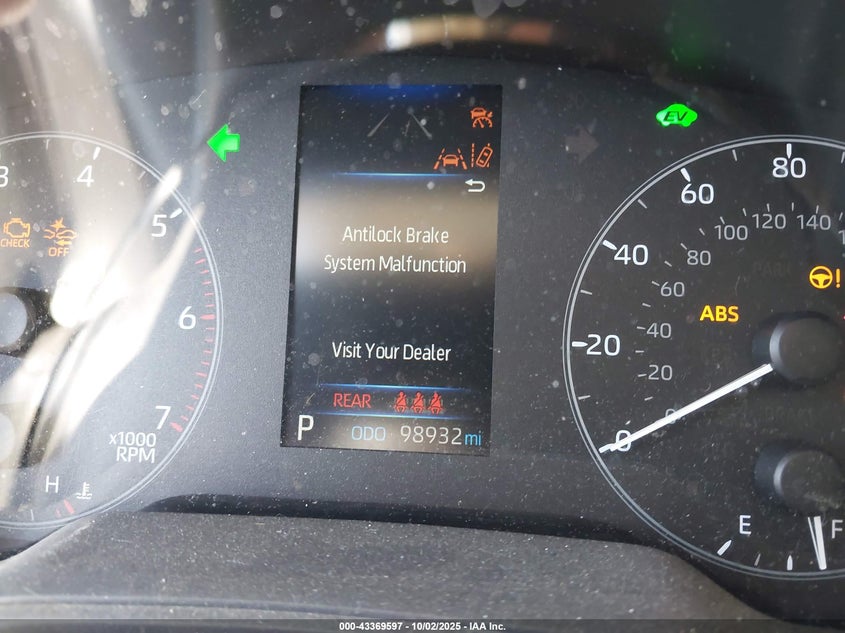 3
4
5
6
7
x1000
RPM
CHECK
OFF
H
Antilock Brake
System Malfunction
Visit Your Dealer
REAR
P
ODO 98932 mi
EV
80
60
40
20
0
140
120
100
80
60
40
20
0
ABS
!
E
F
000-43369597 - 10/02/2025 - IAA Inc.